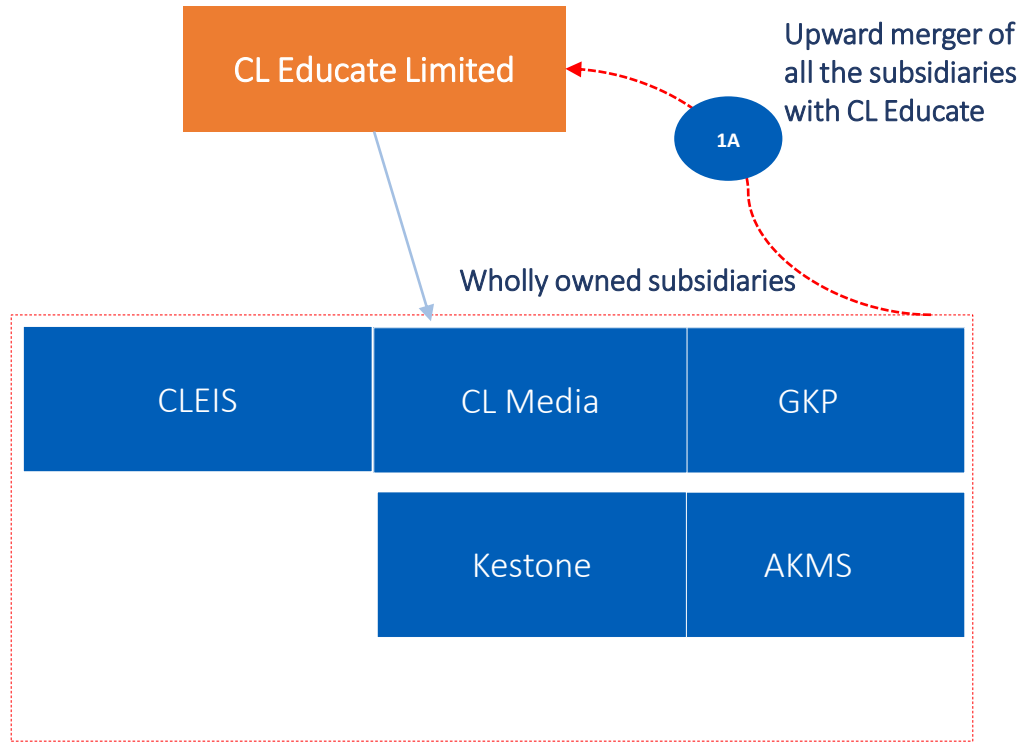 CL Educate Limited
Upward merger of
all the subsidiaries
with CL Educate
1A
Wholly owned subsidiaries
CLEIS
CL Media
GKP
Kestone
AKMS